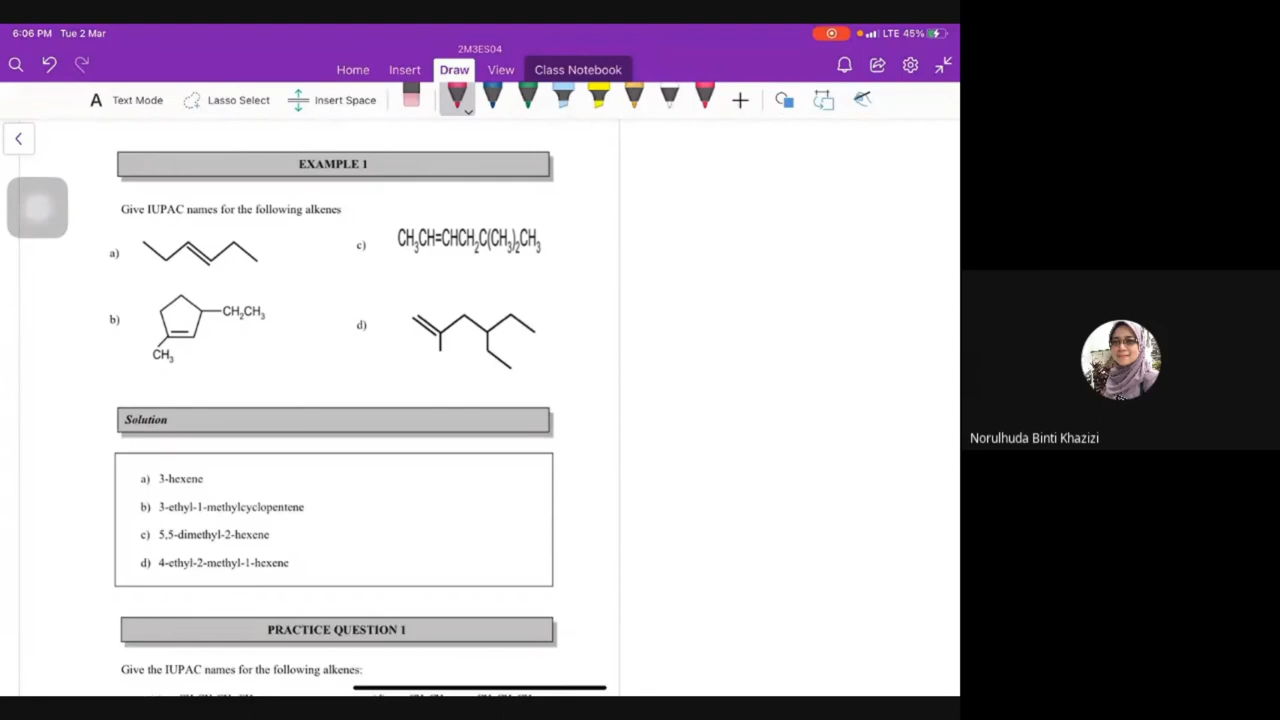 6:06 PM Tue 2 Mar
LTE 45%
2M3ES04
Home Insert Draw View Class Notebook
A Text Mode Lasso Select Insert Space
EXAMPLE 1
Give IUPAC names for the following alkenes
a)
c) CH3CH=CHCH2C(CH3)2CH3
b) CH2CH3
CH3
d)
Solution
a) 3-hexene
b) 3-ethyl-1-methylcyclopentene
c) 5,5-dimethyl-2-hexene
d) 4-ethyl-2-methyl-1-hexene
PRACTICE QUESTION 1
Give the IUPAC names for the following alkenes:
Norulhuda Binti Khazizi